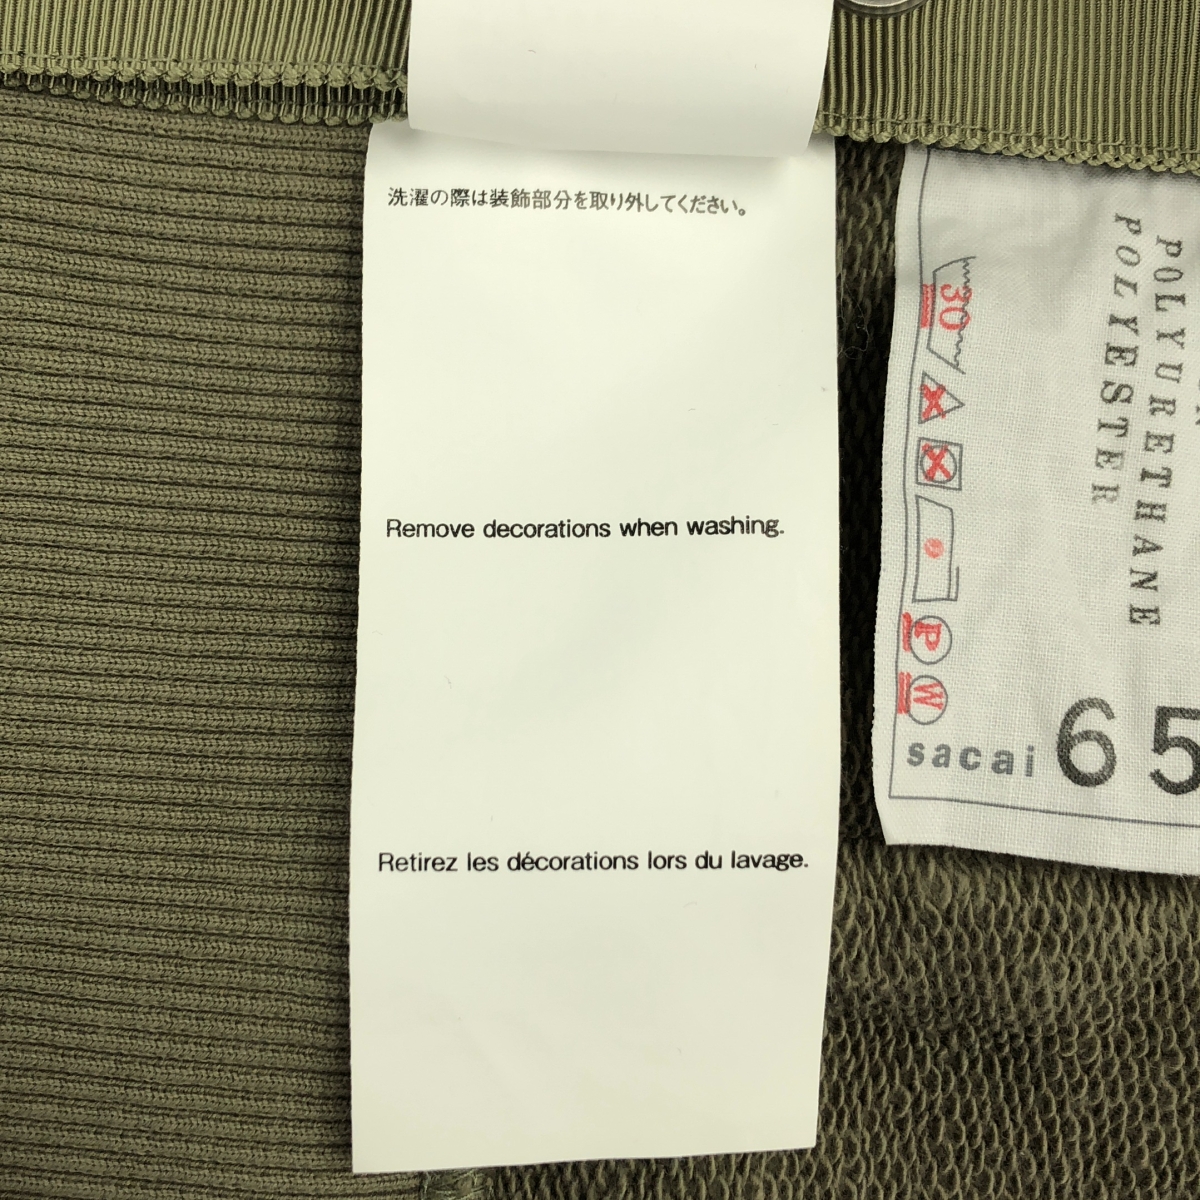 洗濯の際は装飾部分を取り外してください。
Remove decorations when washing.
Retirez les décorations lors du lavage.
POLYURETHANE
POLYESTER
30
P
W
sacai 65